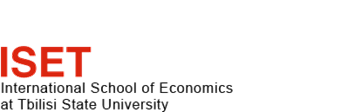 ISET
International School of Economics
at Tbilisi State University